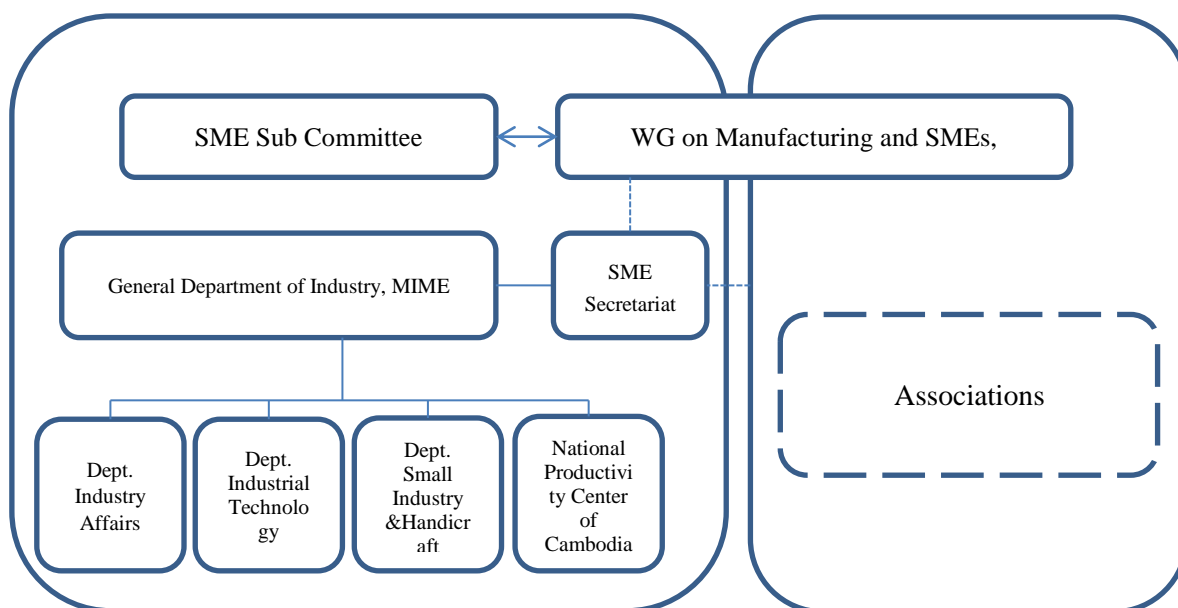 SME Sub Committee
WG on Manufacturing and SMEs,
General Department of Industry, MIME
SME
Secretariat
Associations
Dept.
Industry
Affairs
Dept.
Industrial
Technolo
gy
Dept.
Small
Industry
&Handicr
aft
National
Productivi
ty Center
of
Cambodia